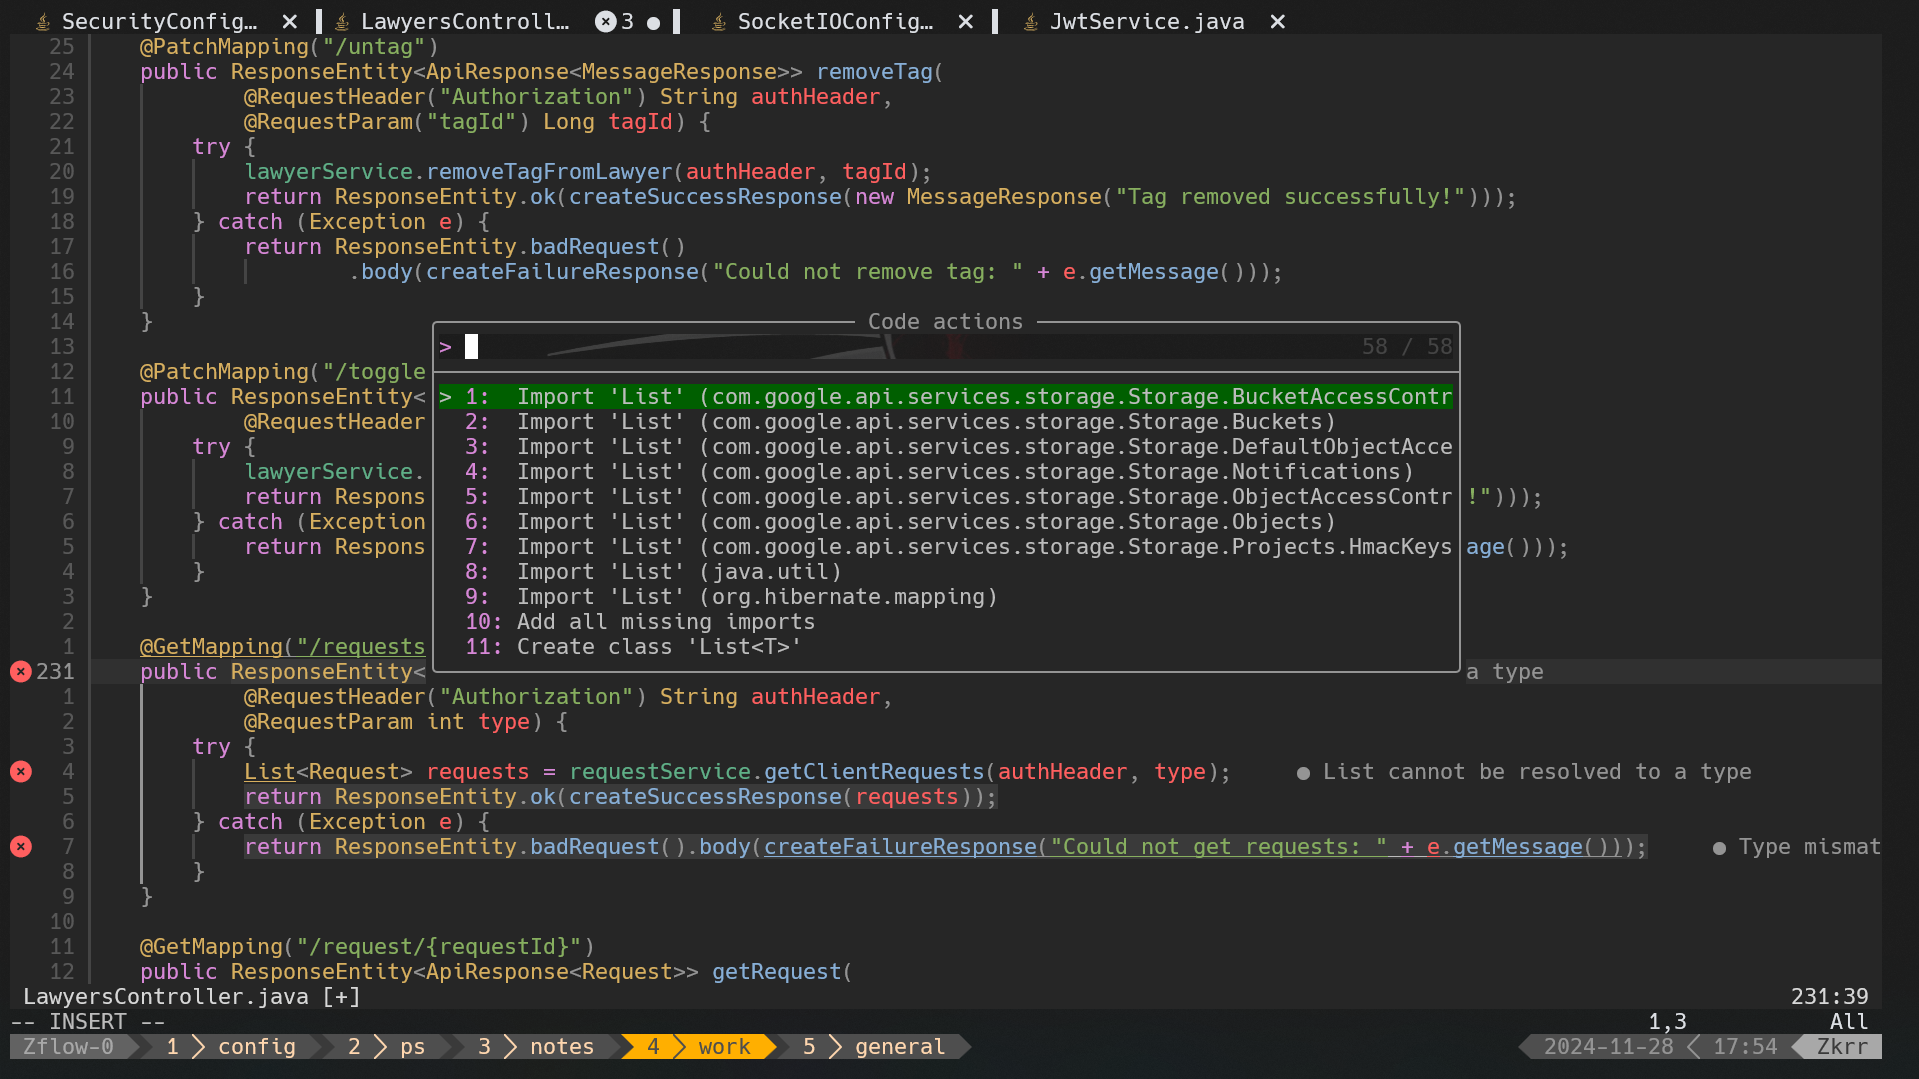 SecurityConfig… ✕ LawyersControll… 3 ● SocketIOConfig… ✕ JwtService.java ✕
25 @PatchMapping("/untag")
24 public ResponseEntity<ApiResponse<MessageResponse>> removeTag(
23 @RequestHeader("Authorization") String authHeader,
22 @RequestParam("tagId") Long tagId) {
21 try {
20 lawyerService.removeTagFromLawyer(authHeader, tagId);
19 return ResponseEntity.ok(createSuccessResponse(new MessageResponse("Tag removed successfully!")));
18 } catch (Exception e) {
17 return ResponseEntity.badRequest()
16 .body(createFailureResponse("Could not remove tag: " + e.getMessage()));
15 }
14 }
Code actions
13
> 58 / 58
12 @PatchMapping("/toggle
11 public ResponseEntity<
> 1: Import 'List' (com.google.api.services.storage.Storage.BucketAccessContr
10 @RequestHeader
2: Import 'List' (com.google.api.services.storage.Storage.Buckets)
9 try {
3: Import 'List' (com.google.api.services.storage.Storage.DefaultObjectAcce
8 lawyerService.
4: Import 'List' (com.google.api.services.storage.Storage.Notifications)
7 return Respons
5: Import 'List' (com.google.api.services.storage.Storage.ObjectAccessContr
!")));
6 } catch (Exception
6: Import 'List' (com.google.api.services.storage.Storage.Objects)
5 return Respons
7: Import 'List' (com.google.api.services.storage.Storage.Projects.HmacKeys
age()));
4 }
8: Import 'List' (java.util)
3 }
9: Import 'List' (org.hibernate.mapping)
2
10: Add all missing imports
1 @GetMapping("/requests
11: Create class 'List<T>'
231 public ResponseEntity<
a type
1 @RequestHeader("Authorization") String authHeader,
2 @RequestParam int type) {
3 try {
4 List<Request> requests = requestService.getClientRequests(authHeader, type); ● List cannot be resolved to a type
5 return ResponseEntity.ok(createSuccessResponse(requests));
6 } catch (Exception e) {
7 return ResponseEntity.badRequest().body(createFailureResponse("Could not get requests: " + e.getMessage())); ● Type mismat
8 }
9 }
10
11 @GetMapping("/request/{requestId}")
12 public ResponseEntity<ApiResponse<Request>> getRequest(
LawyersController.java [+] 231:39
-- INSERT -- 1,3 All
Zflow-0 1 config 2 ps 3 notes 4 work 5 general 2024-11-28 17:54 Zkrr